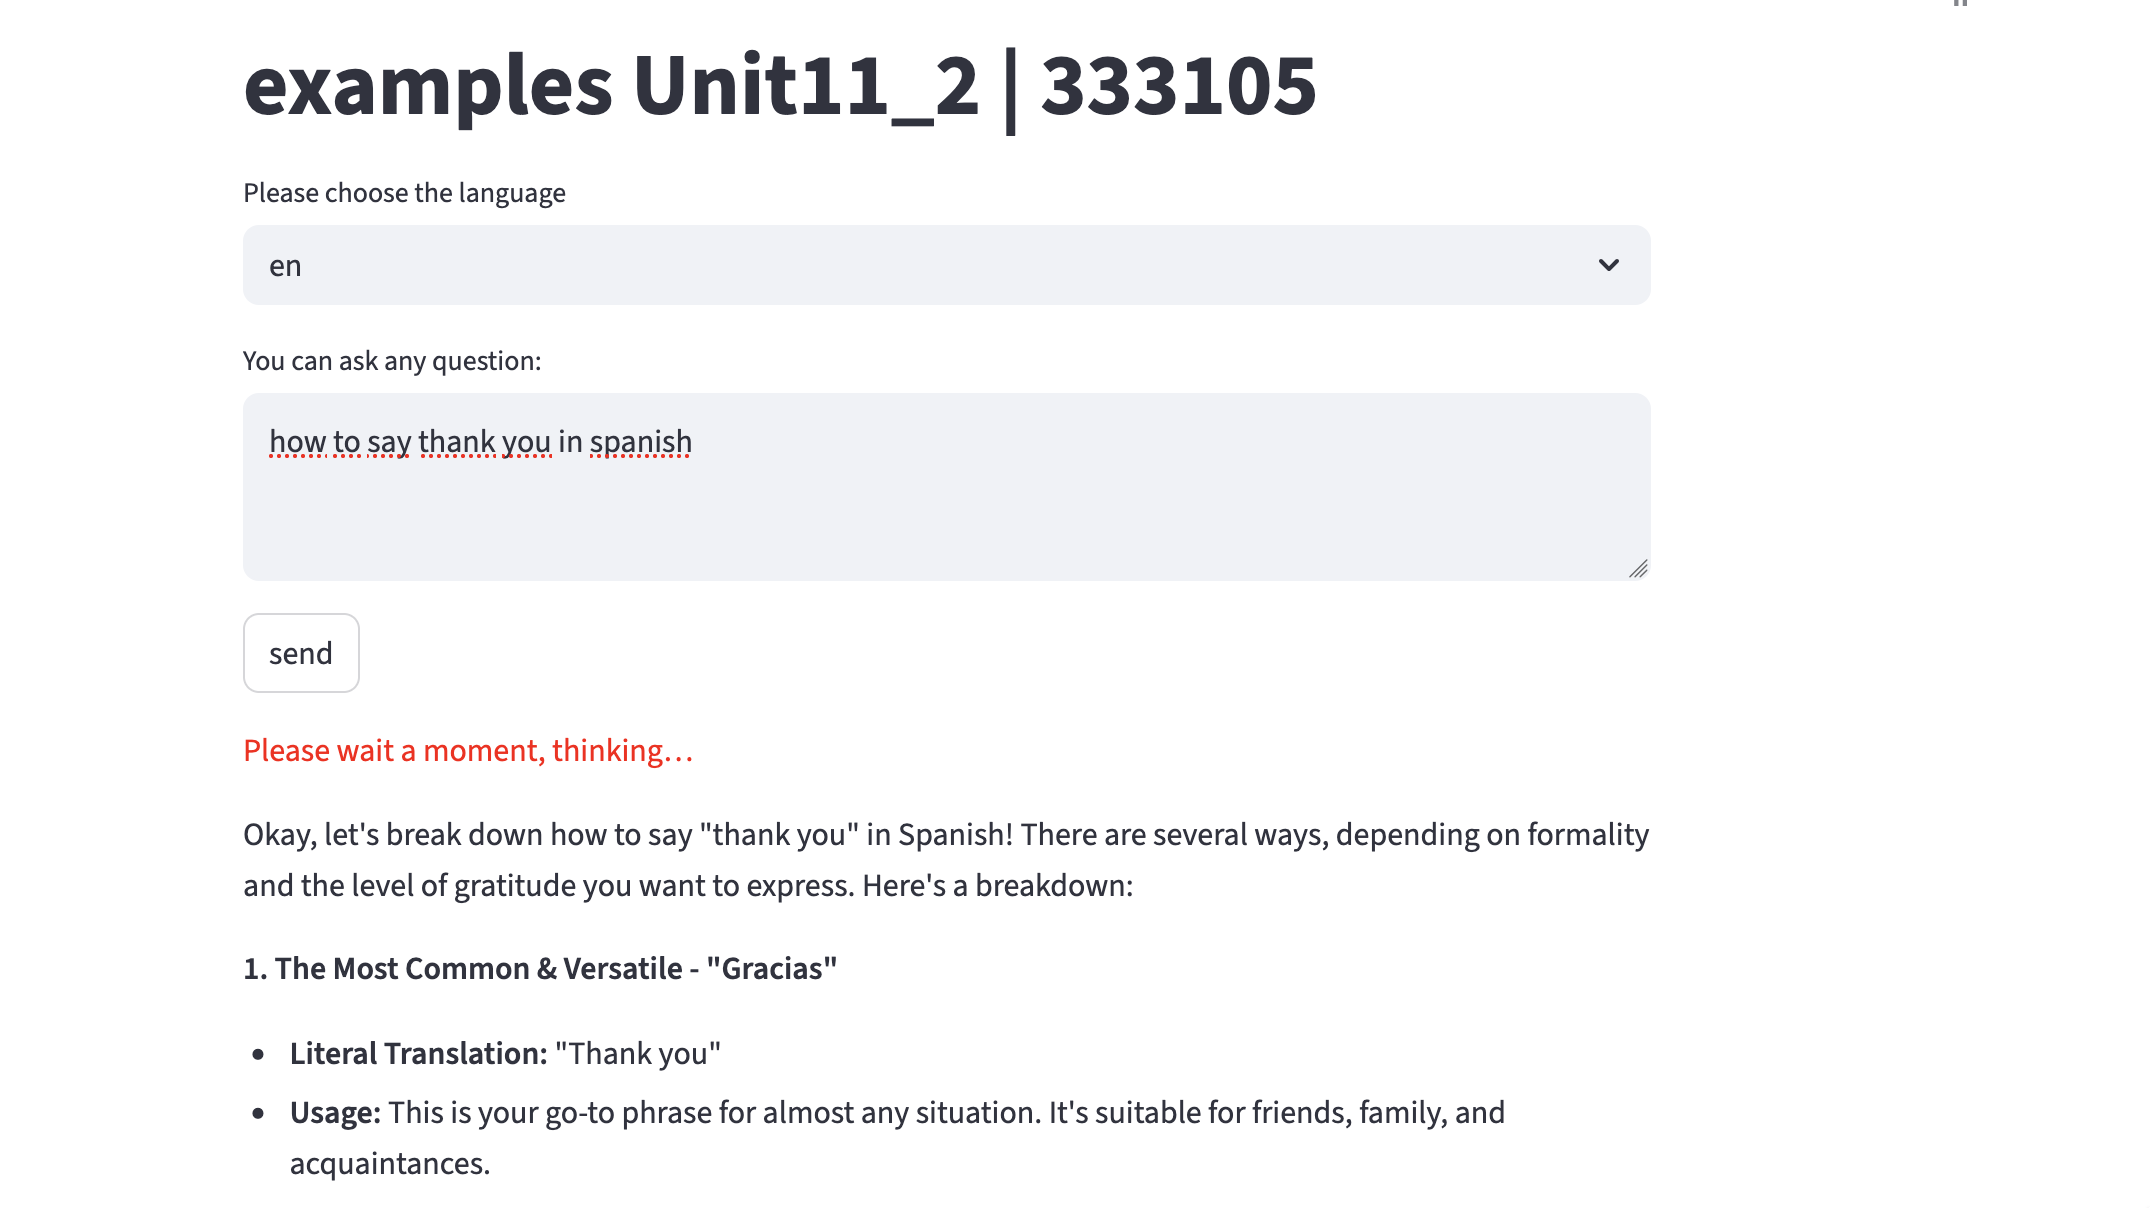 examples Unit11_2 | 333105
Please choose the language
en
You can ask any question:
how to say thank you in spanish
send
Please wait a moment, thinking…
Okay, let's break down how to say "thank you" in Spanish! There are several ways, depending on formality
and the level of gratitude you want to express. Here's a breakdown:
1. The Most Common & Versatile - "Gracias"
• Literal Translation: "Thank you"
• Usage: This is your go-to phrase for almost any situation. It's suitable for friends, family, and
acquaintances.